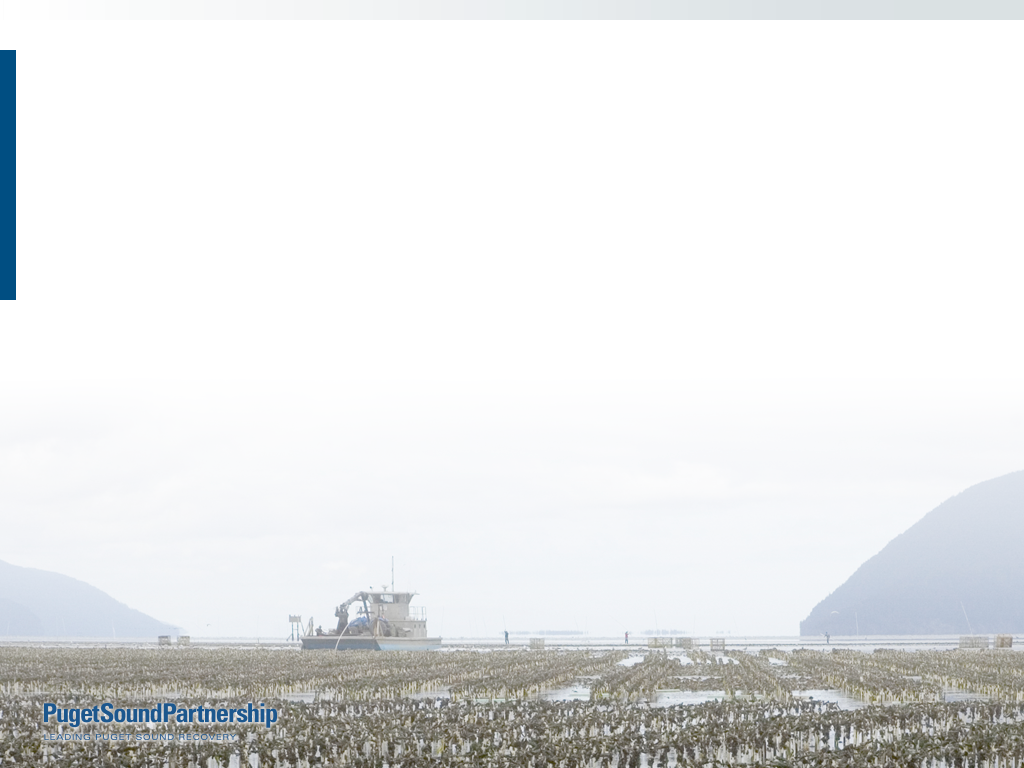 PugetSoundPartnership
LEADING PUGET SOUND RECOVERY